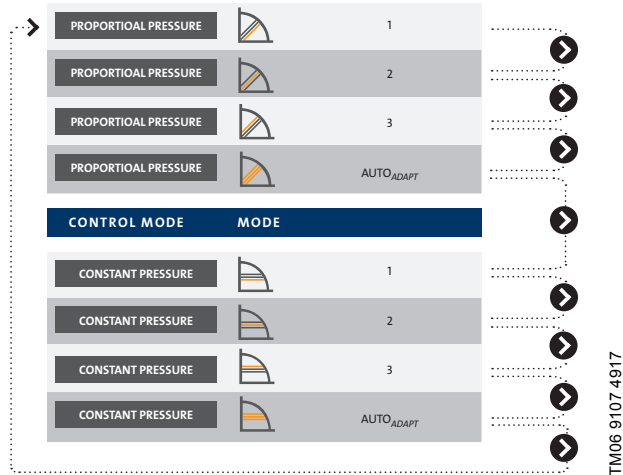 PROPORTIOAL PRESSURE 1
PROPORTIOAL PRESSURE 2
PROPORTIOAL PRESSURE 3
PROPORTIOAL PRESSURE AUTOADAPT
CONTROL MODE MODE
CONSTANT PRESSURE 1
CONSTANT PRESSURE 2
CONSTANT PRESSURE 3
CONSTANT PRESSURE AUTOADAPT
TM06 9107 4917